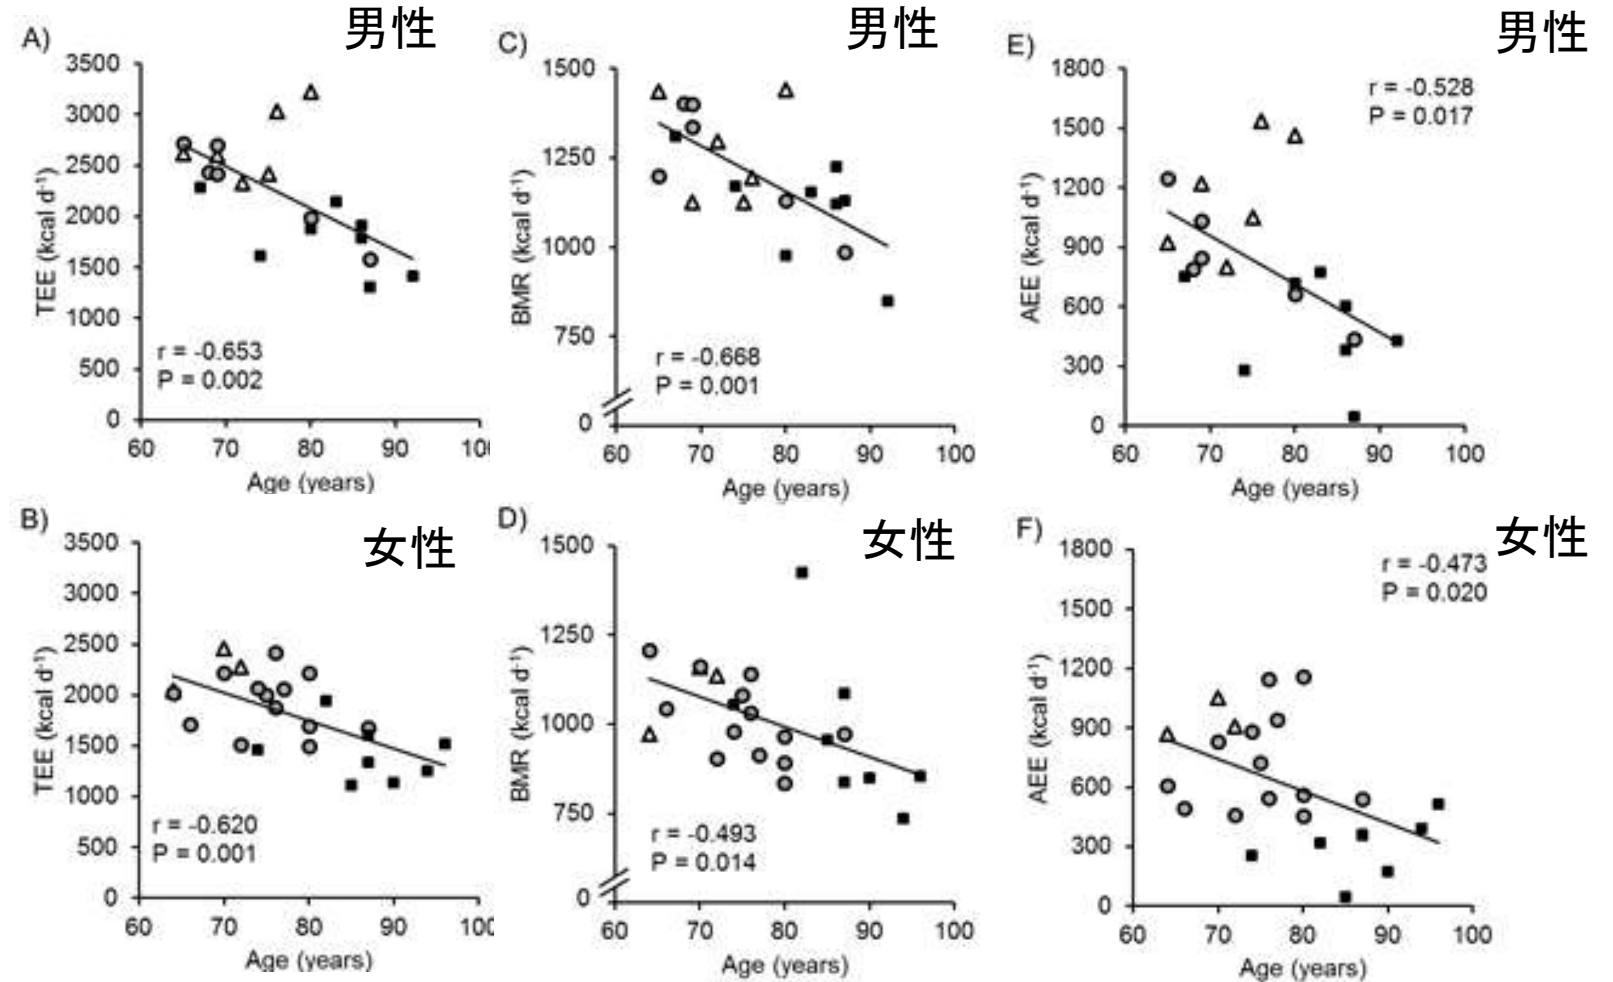 A)
男性
3500
3000
2500
2000
1500
1000
500
0
TEE (kcal d⁻¹)
r = -0.653
P = 0.002
60 70 80 90 100
Age (years)
C)
男性
1500
1250
1000
750
0
BMR (kcal d⁻¹)
r = -0.668
P = 0.001
60 70 80 90 100
Age (years)
E)
男性
1800
1500
1200
900
600
300
0
AEE (kcal d⁻¹)
r = -0.528
P = 0.017
60 70 80 90 100
Age (years)
B)
女性
3500
3000
2500
2000
1500
1000
500
0
TEE (kcal d⁻¹)
r = -0.620
P = 0.001
60 70 80 90 100
Age (years)
D)
女性
1500
1250
1000
750
0
BMR (kcal d⁻¹)
r = -0.493
P = 0.014
60 70 80 90 100
Age (years)
F)
女性
1800
1500
1200
900
600
300
0
AEE (kcal d⁻¹)
r = -0.473
P = 0.020
60 70 80 90 100
Age (years)